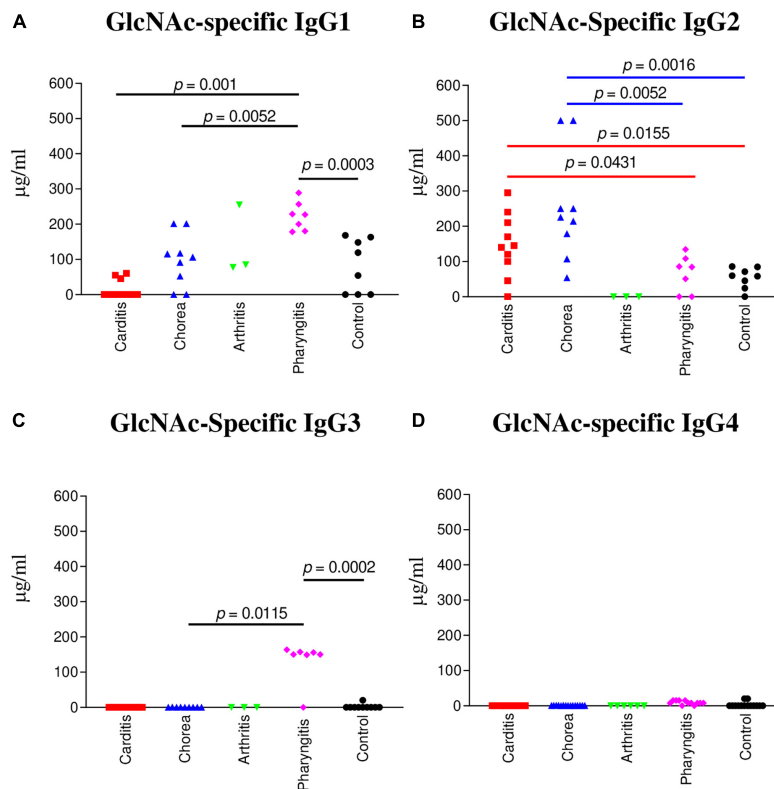 A
GlcNAc-specific IgG1
600
500
400
300
200
100
0
µg/ml
p = 0.001
p = 0.0052
p = 0.0003
Carditis
Chorea
Arthritis
Pharyngitis
Control
B
GlcNAc-Specific IgG2
600
500
400
300
200
100
0
µg/ml
p = 0.0016
p = 0.0052
p = 0.0155
p = 0.0431
Carditis
Chorea
Arthritis
Pharyngitis
Control
C
GlcNAc-Specific IgG3
600
500
400
300
200
100
0
µg/ml
p = 0.0002
p = 0.0115
Carditis
Chorea
Arthritis
Pharyngitis
Control
D
GlcNAc-specific IgG4
600
500
400
300
200
100
0
µg/ml
Carditis
Chorea
Arthritis
Pharyngitis
Control